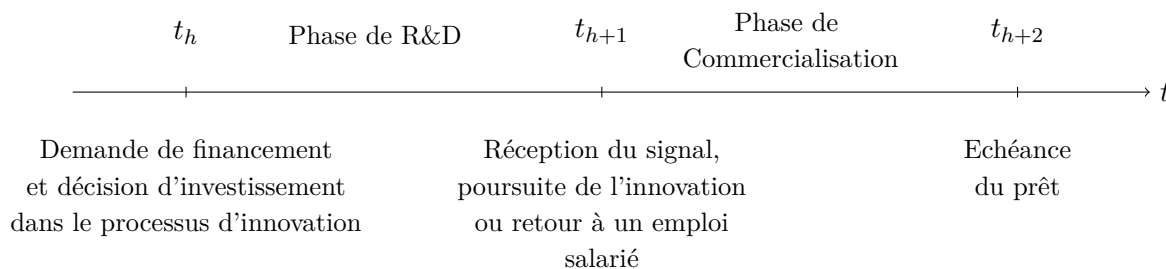 t_h
Phase de R&D
t_{h+1}
Phase de
Commercialisation
t_{h+2}
t
Demande de financement
et décision d'investissement
dans le processus d'innovation
Réception du signal,
poursuite de l'innovation
ou retour à un emploi
salarié
Echéance
du prêt